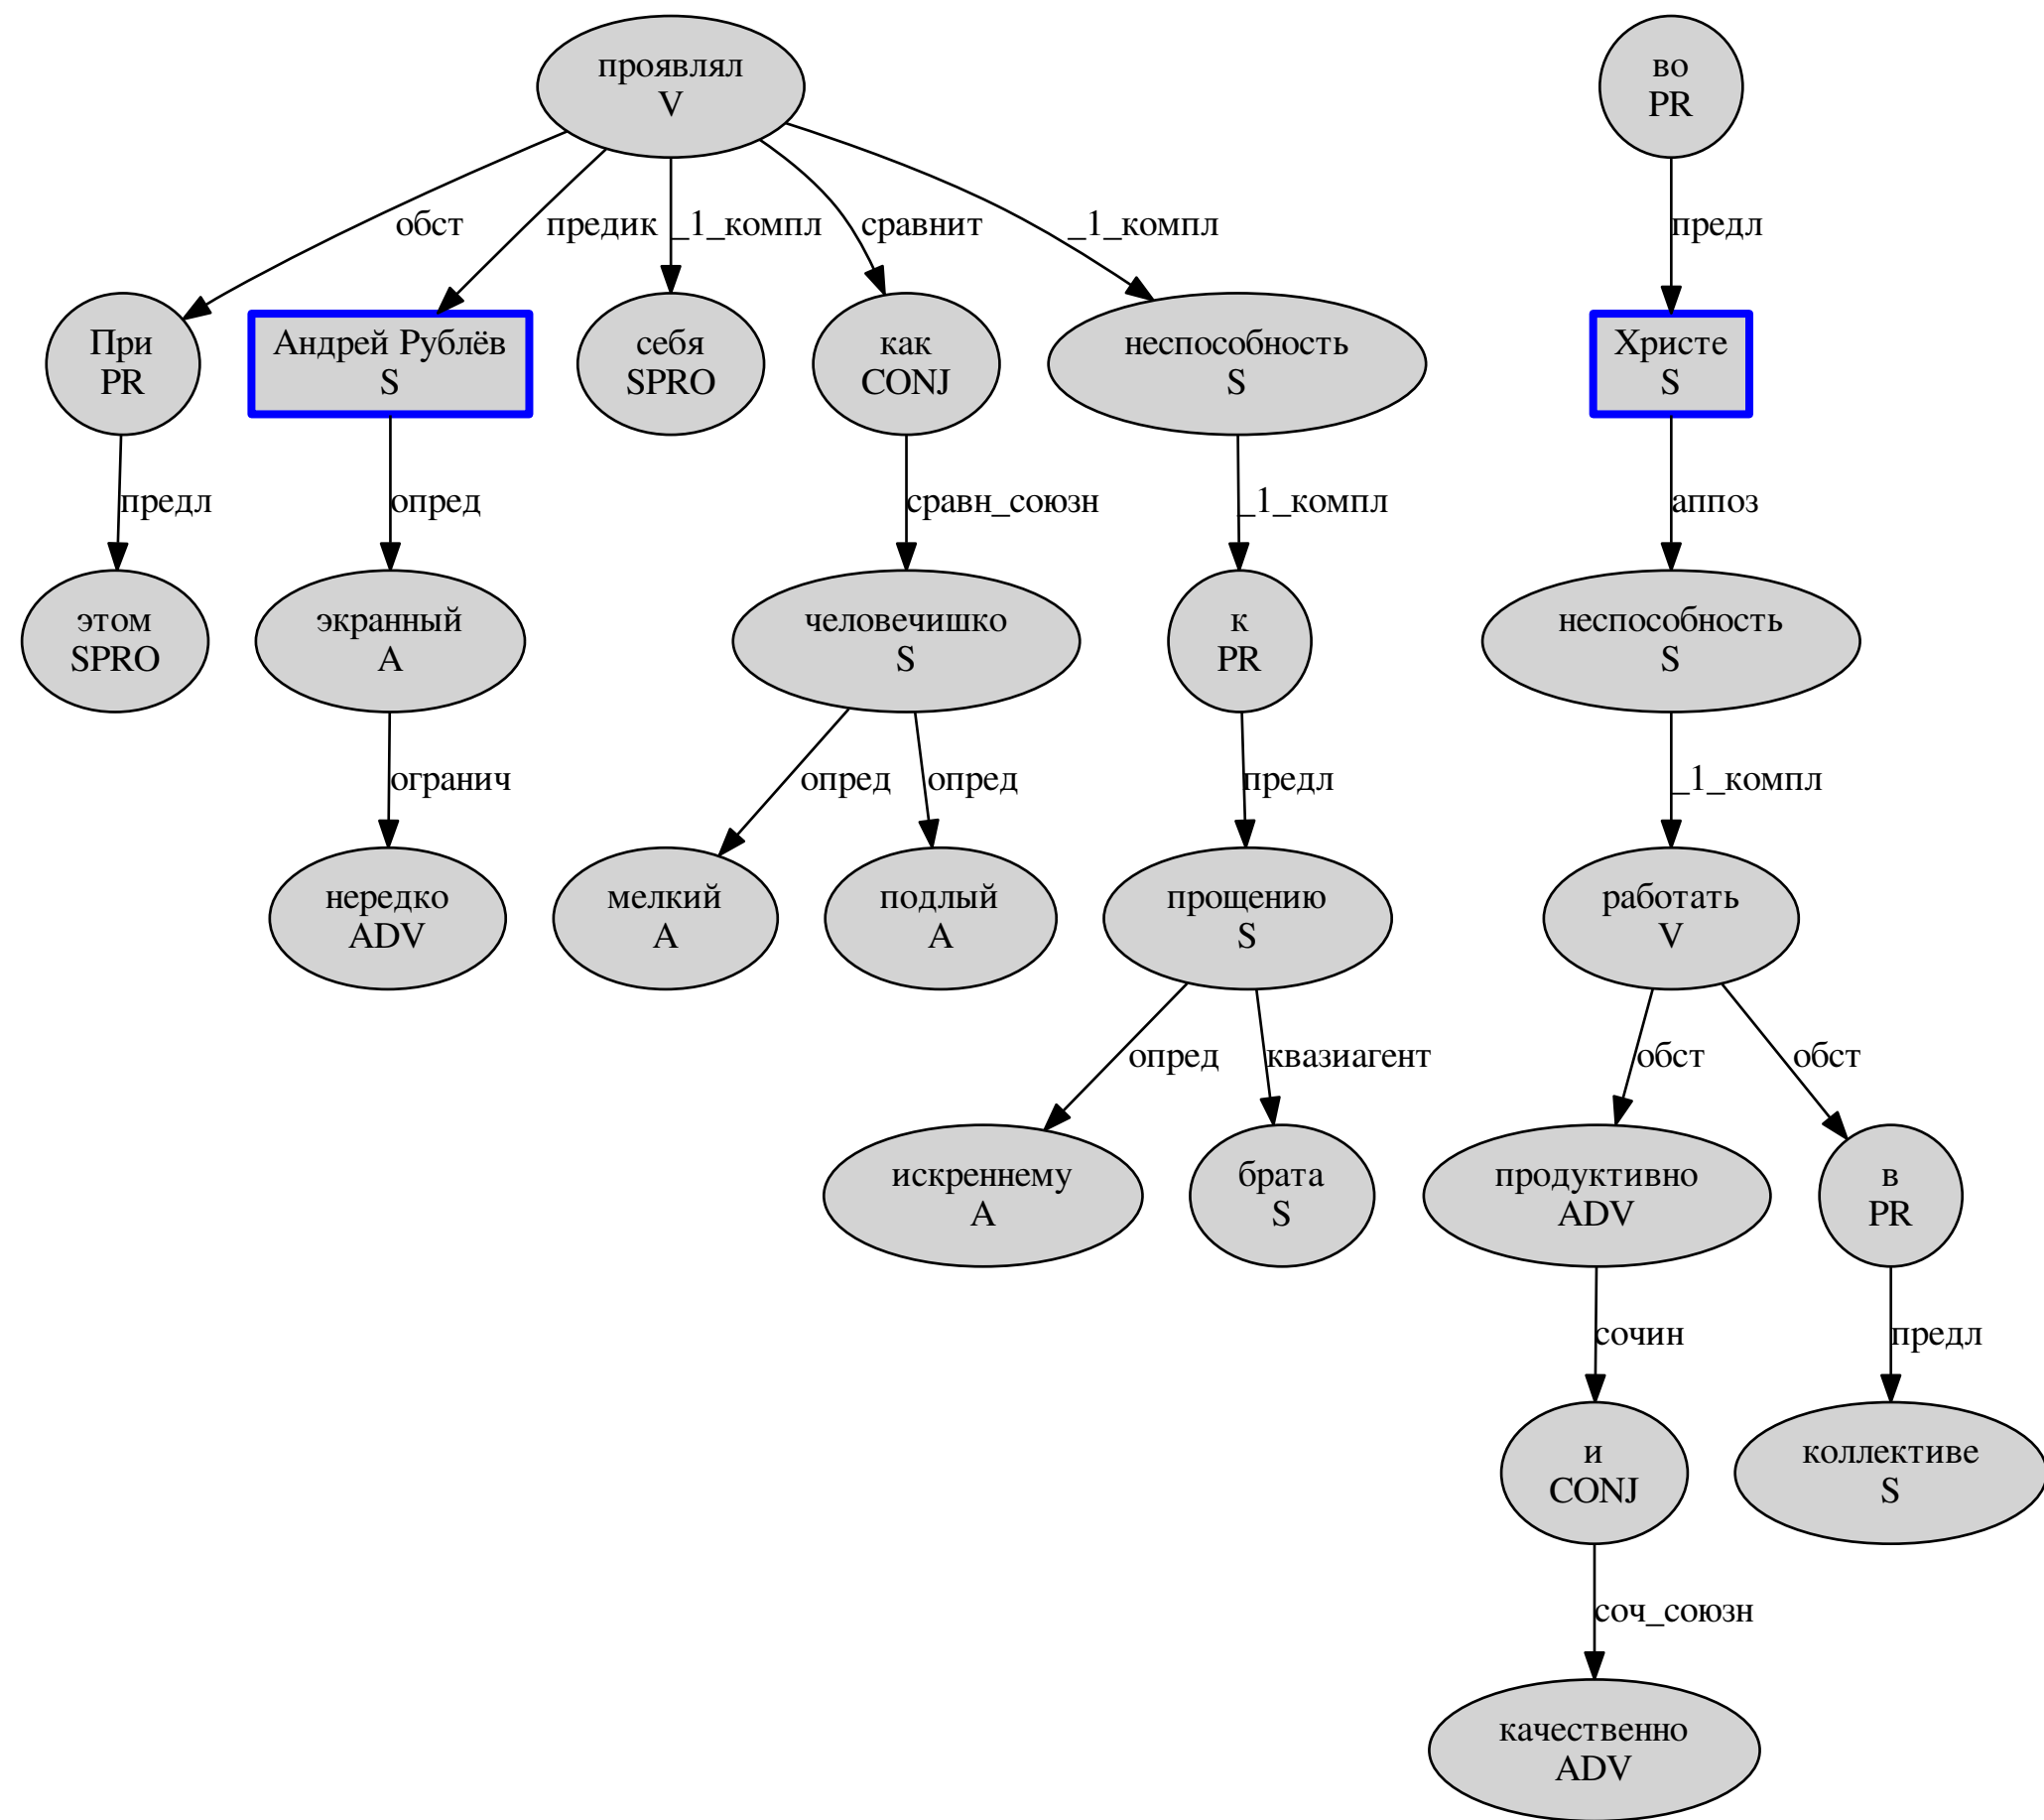 проявлял
V
во
PR
обст
предик
_1_компл
сравнит
_1_компл
предл
При
PR
Андрей Рублёв
S
себя
SPRO
как
CONJ
неспособность
S
Христе
S
предл
опред
сравн_союзн
_1_компл
аппоз
этом
SPRO
экранный
A
человечишко
S
к
PR
неспособность
S
огранич
опред
опред
предл
_1_компл
нередко
ADV
мелкий
A
подлый
A
прощению
S
работать
V
опред
квазиагент
обст
обст
искреннему
A
брата
S
продуктивно
ADV
в
PR
сочин
предл
и
CONJ
коллективе
S
соч_союзн
качественно
ADV